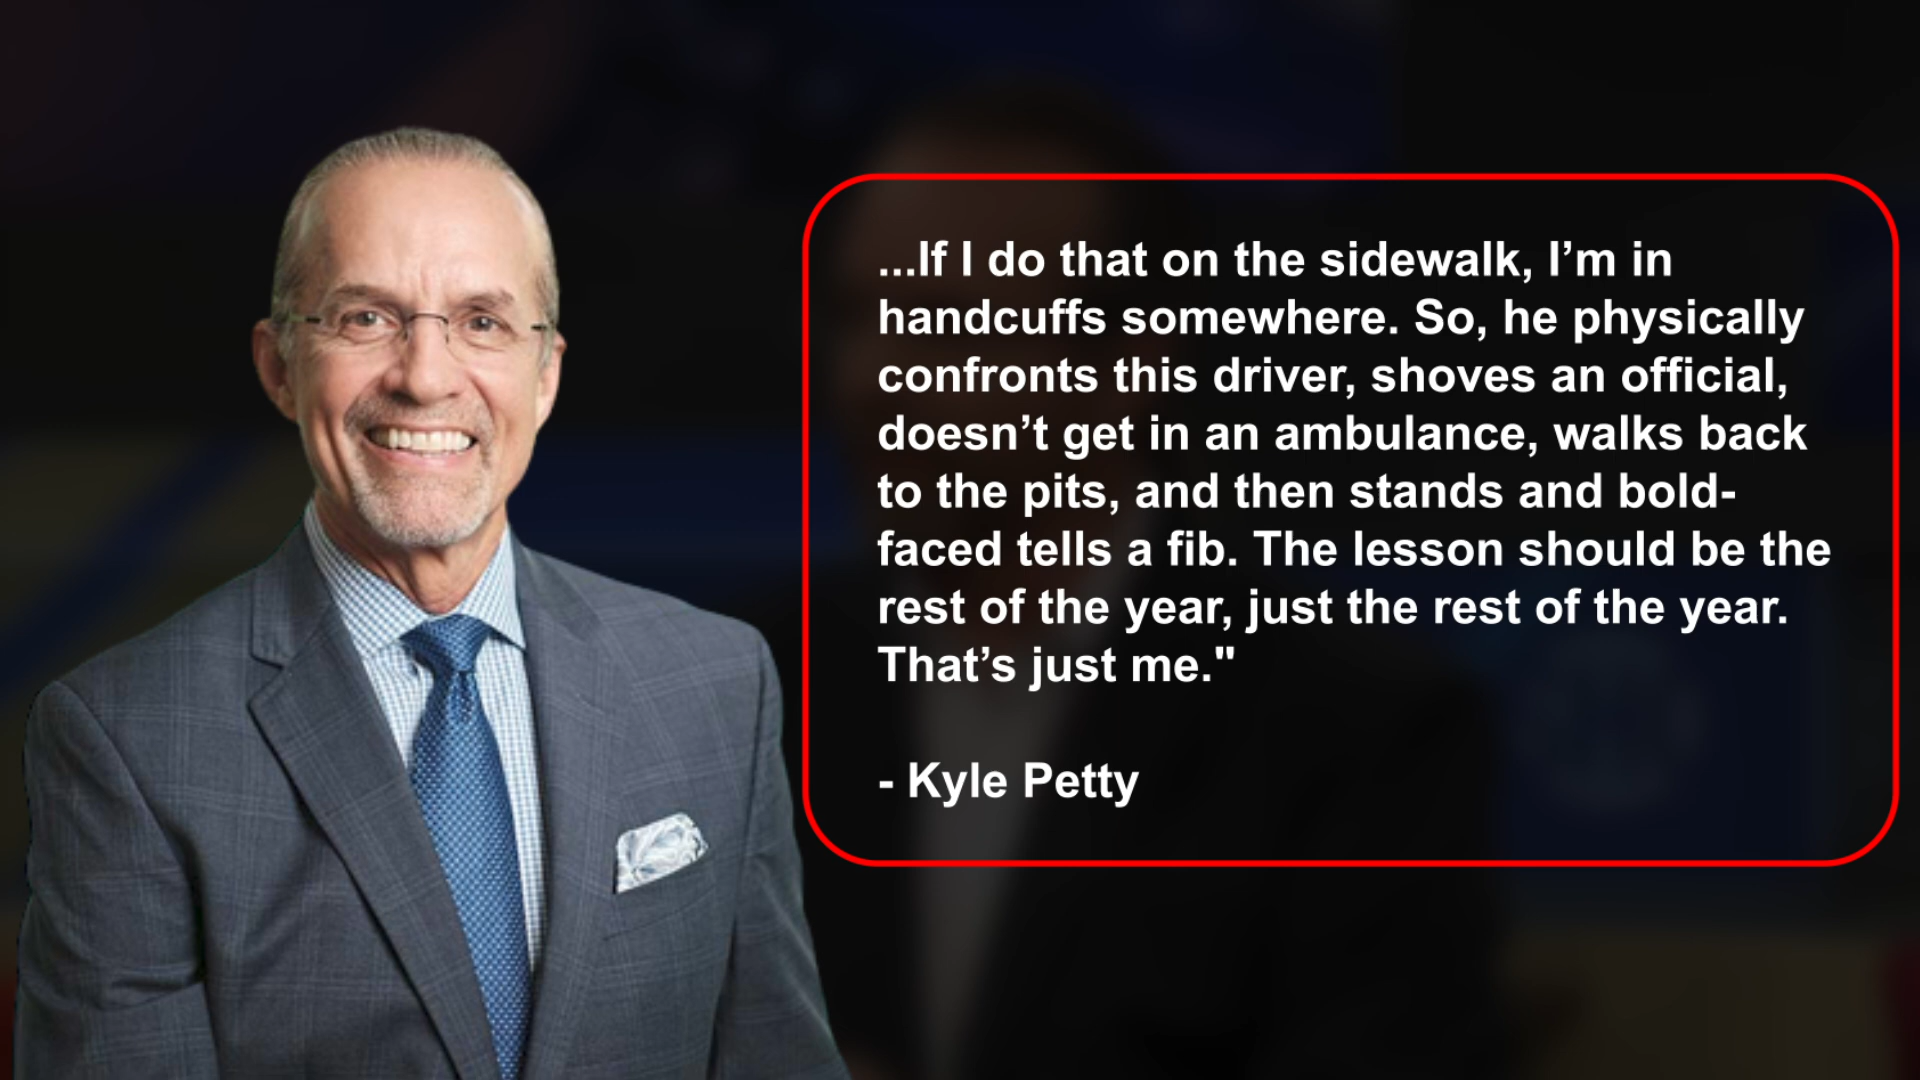 ...If I do that on the sidewalk, I’m in
handcuffs somewhere. So, he physically
confronts this driver, shoves an official,
doesn’t get in an ambulance, walks back
to the pits, and then stands and bold-
faced tells a fib. The lesson should be the
rest of the year, just the rest of the year.
That’s just me."
- Kyle Petty